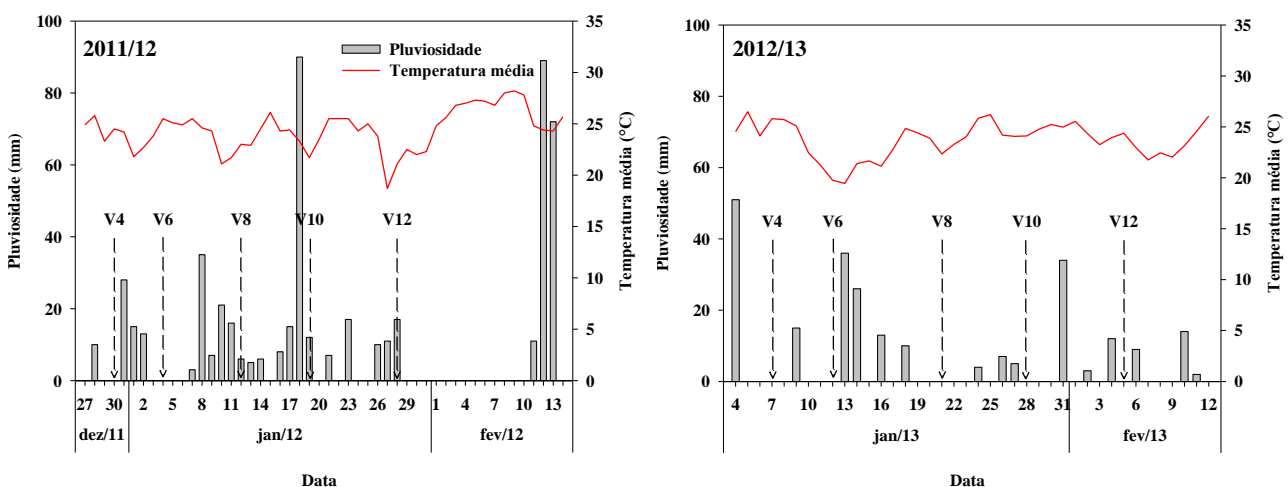 2011/12
Pluviosidade
Temperatura média
Pluviosidade (mm)
100
80
60
40
20
0
V4 V6 V8 V10 V12
35
30
25
20
15
10
5
0
Temperatura média (°C)
27 30 2 5 8 11 14 17 20 23 26 29 1 4 7 10 13
dez/11 jan/12 fev/12
Data
2012/13
Pluviosidade (mm)
100
80
60
40
20
0
V4 V6 V8 V10 V12
35
30
25
20
15
10
5
0
Temperatura média (°C)
4 7 10 13 16 19 22 25 28 31 3 6 9 12
jan/13 fev/13
Data